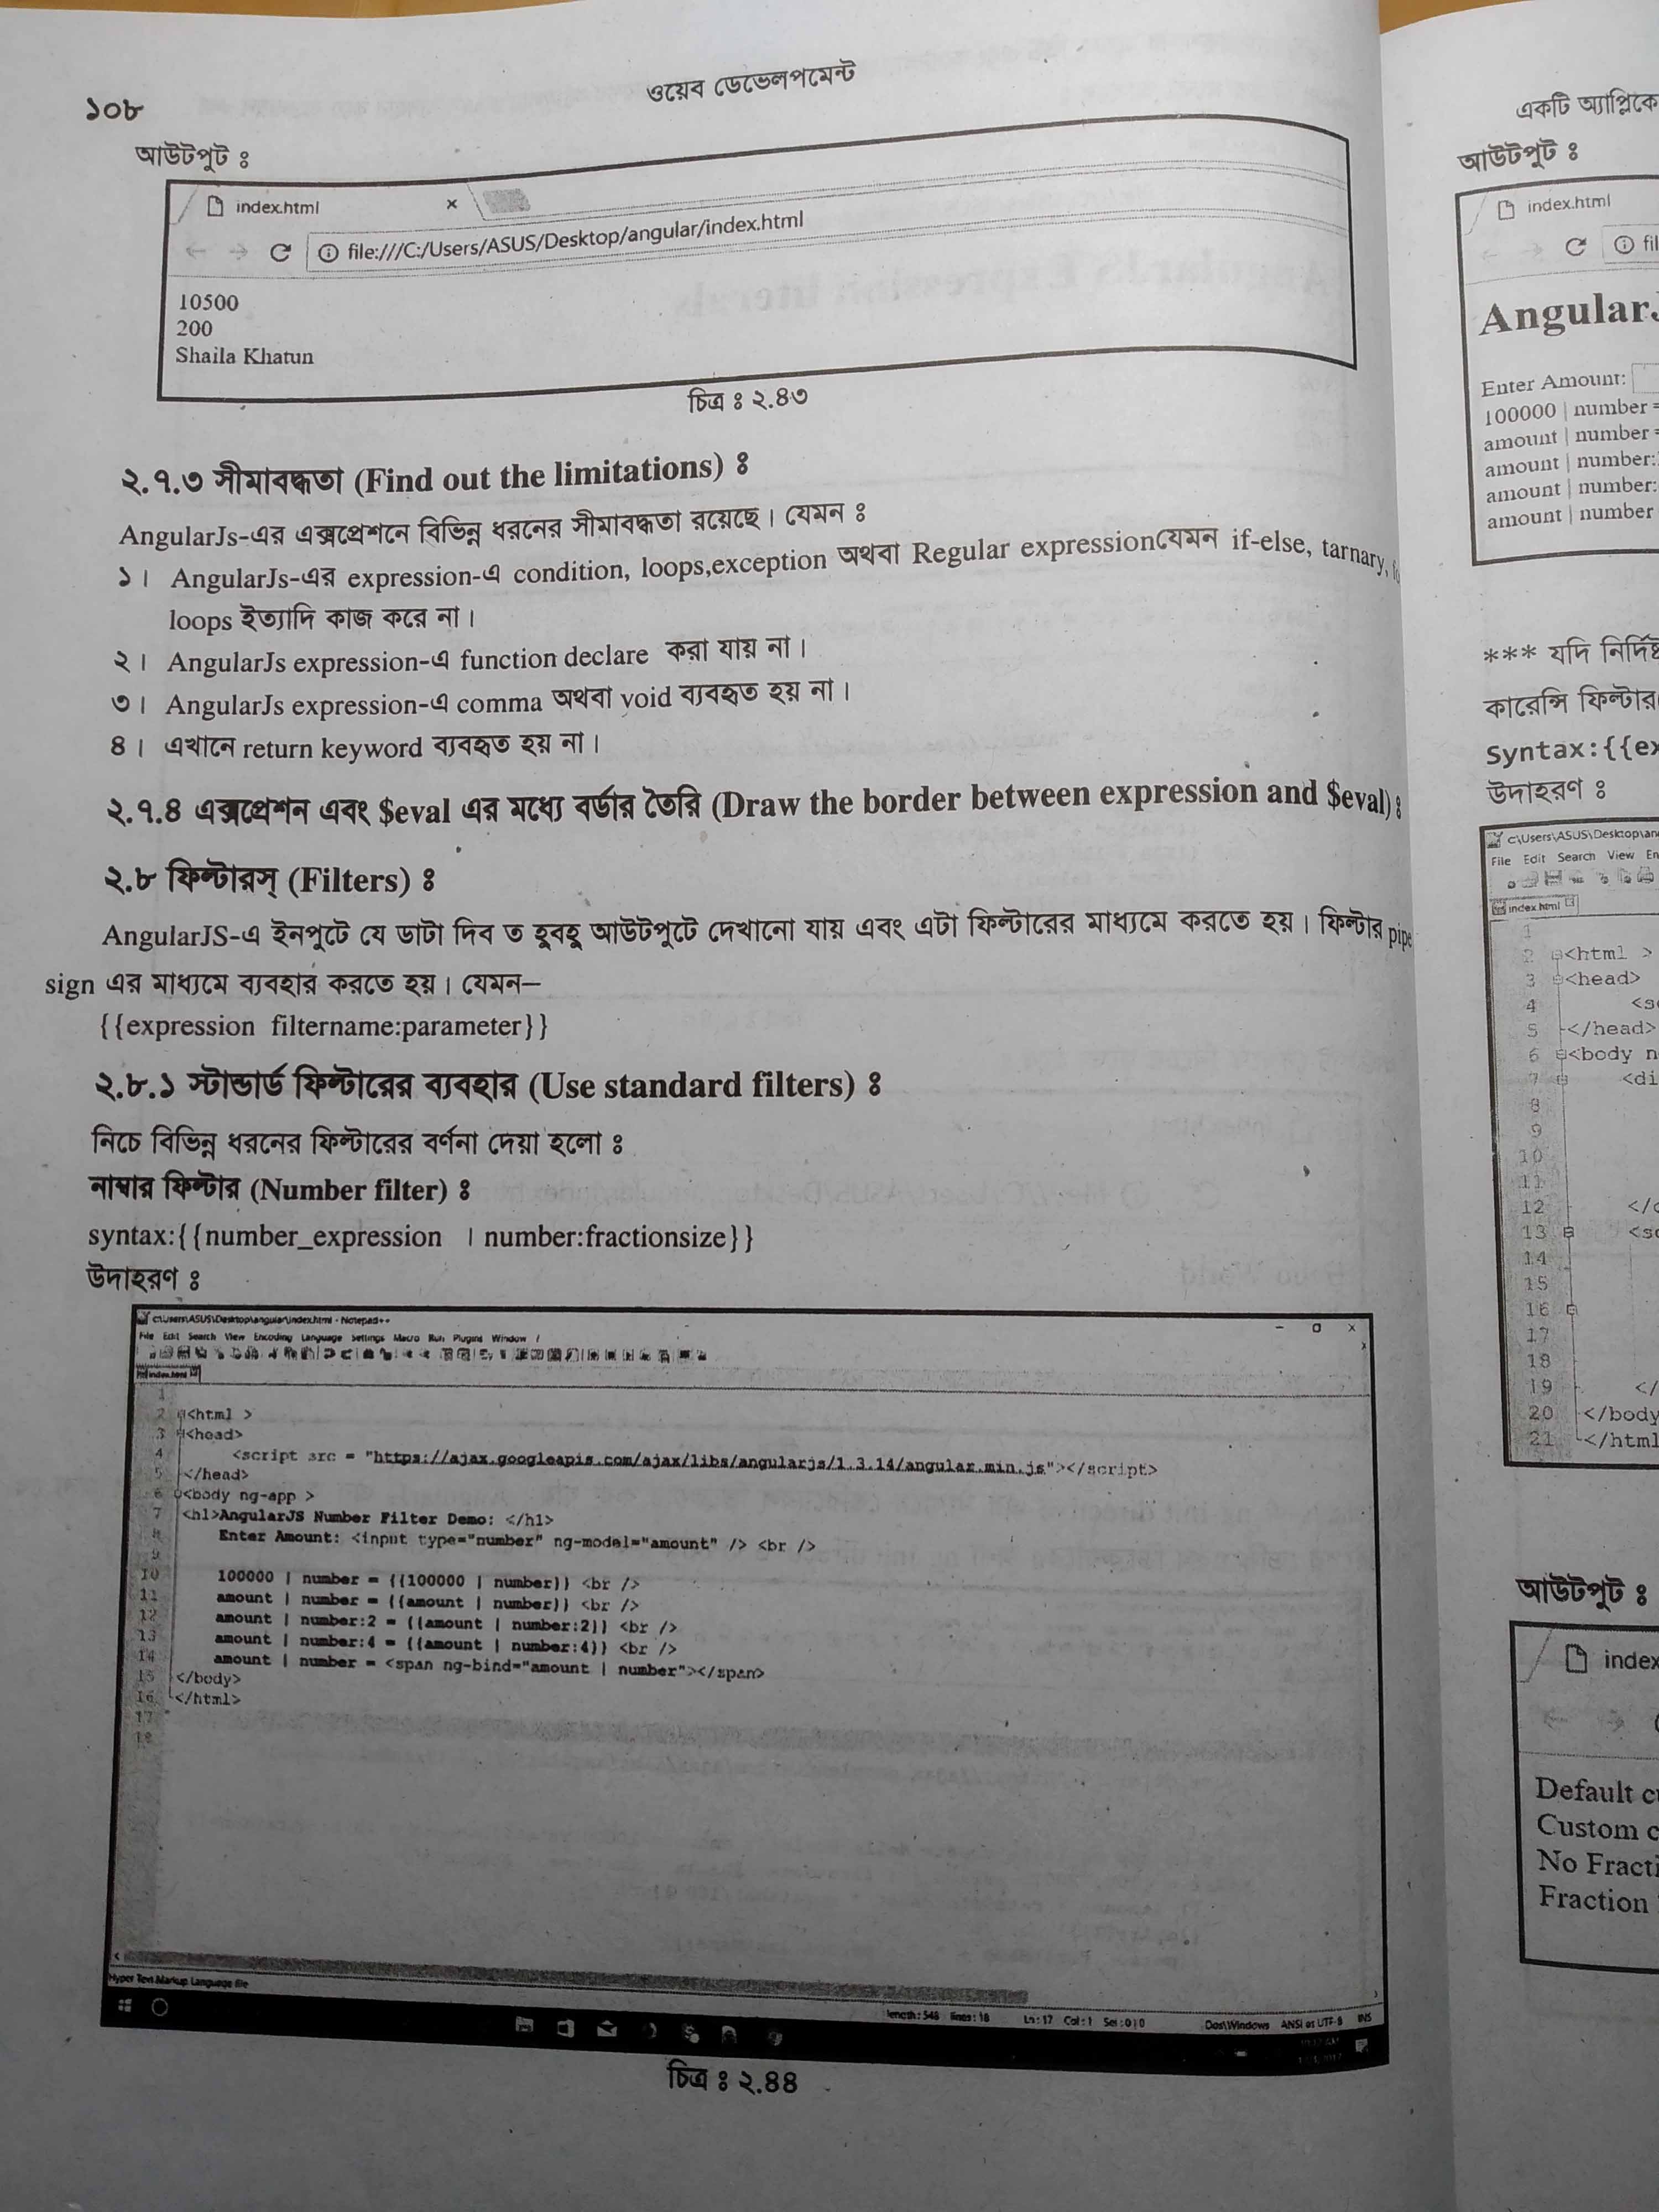 ১০৮
ওয়েব ডেভেলপমেন্ট
আউটপুট ঃ
index.html ×
file:///C:/Users/ASUS/Desktop/angular/index.html
10500
200
Shaila Khatun
চিত্র ঃ ২.৪৩
২.৭.৩ সীমাবদ্ধতা (Find out the limitations) ঃ
AngularJs-এর এক্সপ্রেশনে বিভিন্ন ধরনের সীমাবদ্ধতা রয়েছে। যেমন ঃ
১। AngularJs-এর expression-এ condition, loops,exception অথবা Regular expressionযেমন if-else, tarnary,
loops ইত্যাদি কাজ করে না।
২। AngularJs expression-এ function declare করা যায় না।
৩। AngularJs expression-এ comma অথবা void ব্যবহৃত হয় না।
৪। এখানে return keyword ব্যবহৃত হয় না।
২.৭.৪ এক্সপ্রেশন এবং $eval এর মধ্যে বর্ডার তৈরি (Draw the border between expression and $eval) ঃ
২.৮ ফিল্টারস্ (Filters) ঃ
AngularJS-এ ইনপুটে যে ডাটা দিব ত হুবহু আউটপুটে দেখানো যায় এবং এটা ফিল্টারের মাধ্যমে করতে হয়। ফিল্টার pipe
sign এর মাধ্যমে ব্যবহার করতে হয়। যেমন–
{{expression filtername:parameter}}
২.৮.১ স্টান্ডার্ড ফিল্টারের ব্যবহার (Use standard filters) ঃ
নিচে বিভিন্ন ধরনের ফিল্টারের বর্ণনা দেয়া হলো ঃ
নাম্বার ফিল্টার (Number filter) ঃ
syntax:{{number_expression | number:fractionsize}}
উদাহরণ ঃ
C:\Users\ASUS\Desktop\angular\index.html - Notepad++
File Edit Search View Encoding Language Settings Macro Run Plugins Window /
index.html
1
2 <html >
3 <head>
4 <script src = "https://ajax.googleapis.com/ajax/libs/angularjs/1.3.14/angular.min.js"></script>
5 </head>
6 <body ng-app >
7 <h1>AngularJS Number Filter Demo: </h1>
8 Enter Amount: <input type="number" ng-model="amount" /> <br />
9
10 100000 | number = {{100000 | number}} <br />
11 amount | number = {{amount | number}} <br />
12 amount | number:2 = {{amount | number:2}} <br />
13 amount | number:4 = {{amount | number:4}} <br />
14 amount | number = <span ng-bind="amount | number"></span>
15 </body>
16 </html>
17
18
Hyper Text Markup Language file
length : 548 lines : 18 Ln : 17 Col : 1 Sel : 0 | 0 Dos\Windows ANSI as UTF-8 INS
চিত্র ঃ ২.৪৪
একটি
আউটপুট ঃ
index.html
Enter Amount:
100000 | number =
amount | number =
amount | number:
amount | number:
amount | number
*** যদি
কারেন্সি
Syntax:{{
উদাহরণ ঃ
File Edit Search View
index.html
1
2 <html >
3 <head>
4
5 </head>
6 <body
7
8
9
10
11
12
13
14
15
16
17
18
19
20 </body
21 </html
আউটপুট ঃ
Default
Custom
No
Fraction